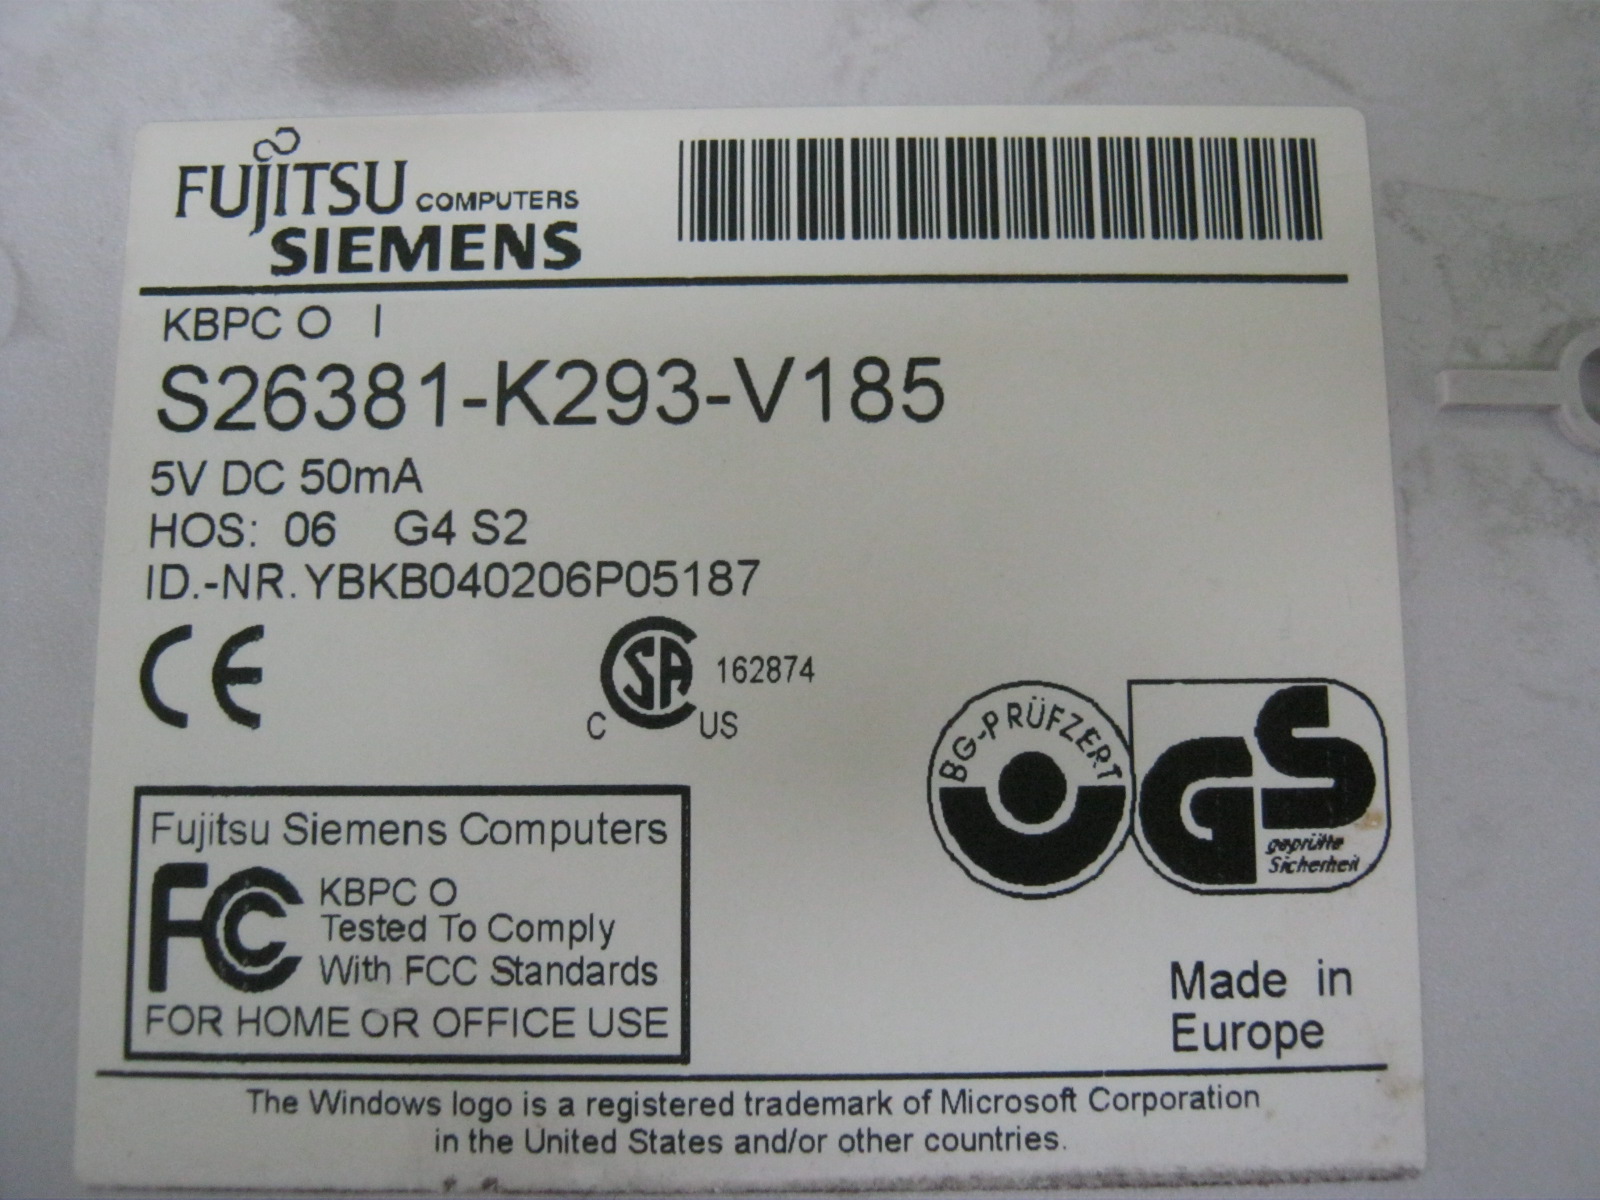 FUJITSU COMPUTERS
SIEMENS
KBPC O I
S26381-K293-V185
5V DC 50mA
HOS: 06 G4 S2
ID.-NR. YBKB040206P05187
CE
SA 162874
C US
BG-PRÜFZERT
GS
geprüfte
Sicherheit
Fujitsu Siemens Computers
FC KBPC O
Tested To Comply
With FCC Standards
FOR HOME OR OFFICE USE
Made in
Europe
The Windows logo is a registered trademark of Microsoft Corporation
in the United States and/or other countries.